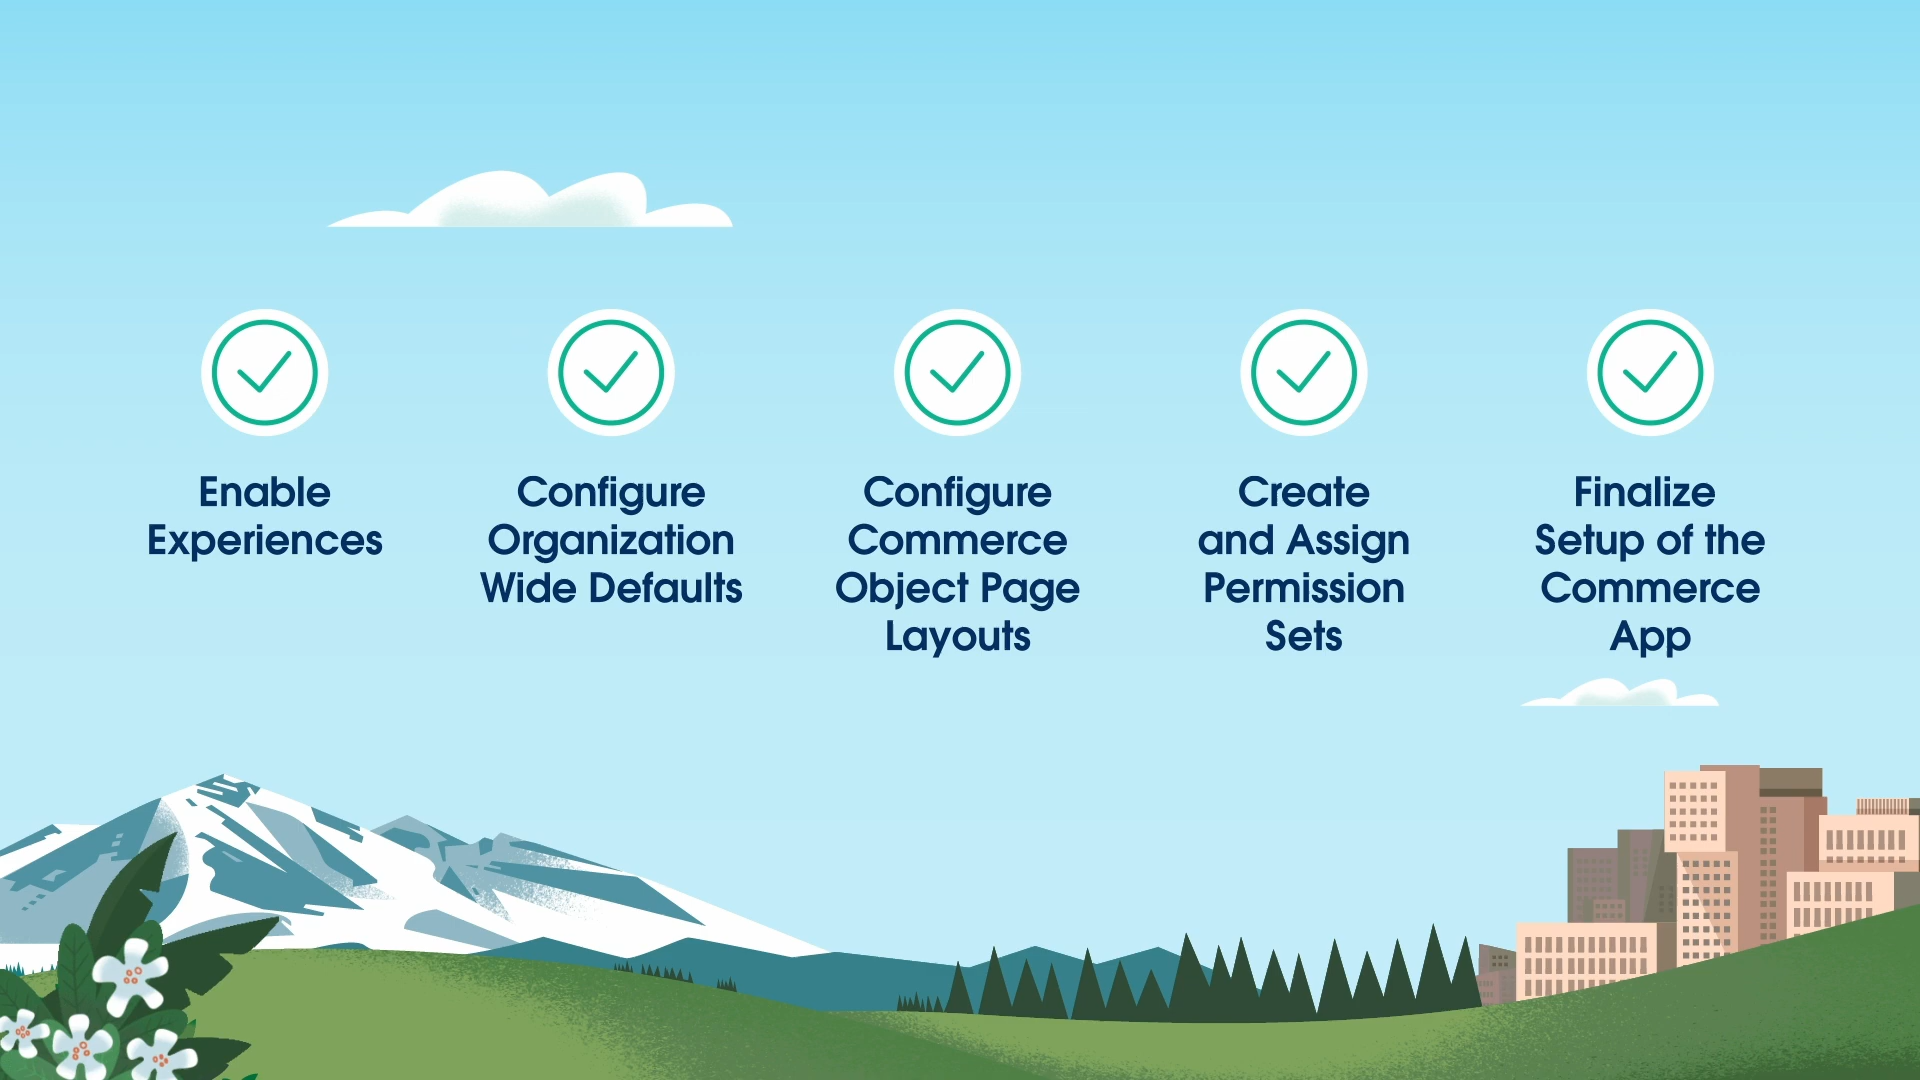 Enable
Experiences
Configure
Organization
Wide Defaults
Configure
Commerce
Object Page
Layouts
Create
and Assign
Permission
Sets
Finalize
Setup of the
Commerce
App